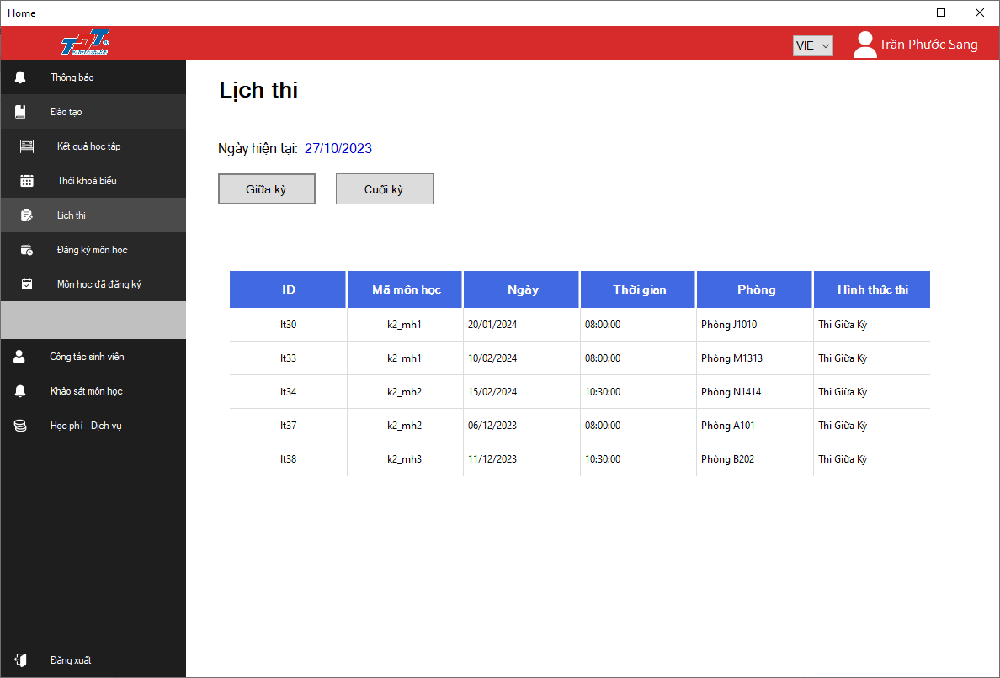 Home
TDT
VIE
Trần Phước Sang
Thông báo
Đào tạo
Kết quả học tập
Thời khoá biểu
Lịch thi
Đăng ký môn học
Môn học đã đăng ký
Công tác sinh viên
Khảo sát môn học
Học phí - Dịch vụ
Đăng xuất
Lịch thi
Ngày hiện tại: 27/10/2023
Giữa kỳ Cuối kỳ
ID Mã môn học Ngày Thời gian Phòng Hình thức thi
lt30 k2_mh1 20/01/2024 08:00:00 Phòng J1010 Thi Giữa Kỳ
lt33 k2_mh1 10/02/2024 08:00:00 Phòng M1313 Thi Giữa Kỳ
lt34 k2_mh2 15/02/2024 10:30:00 Phòng N1414 Thi Giữa Kỳ
lt37 k2_mh2 06/12/2023 08:00:00 Phòng A101 Thi Giữa Kỳ
lt38 k2_mh3 11/12/2023 10:30:00 Phòng B202 Thi Giữa Kỳ